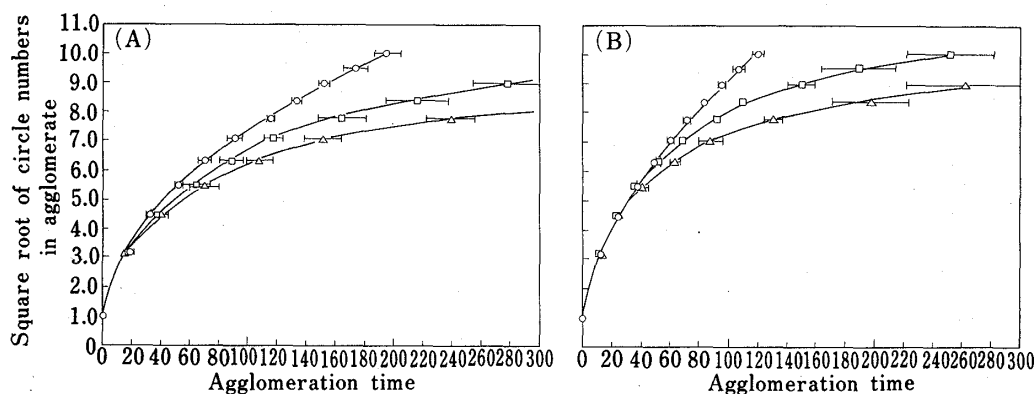 (A)
(B)
Square root of circle numbers
in agglomerate
10.0
9.0
8.0
7.0
6.0
5.0
4.0
3.0
2.0
1.0
0
0 20 40 60 80 100 120 140 160 180 200 220 240 260 280 300
0 20 40 60 80 100 120 140 160 180 200 220 240 260 280 300
Agglomeration time
Agglomeration time